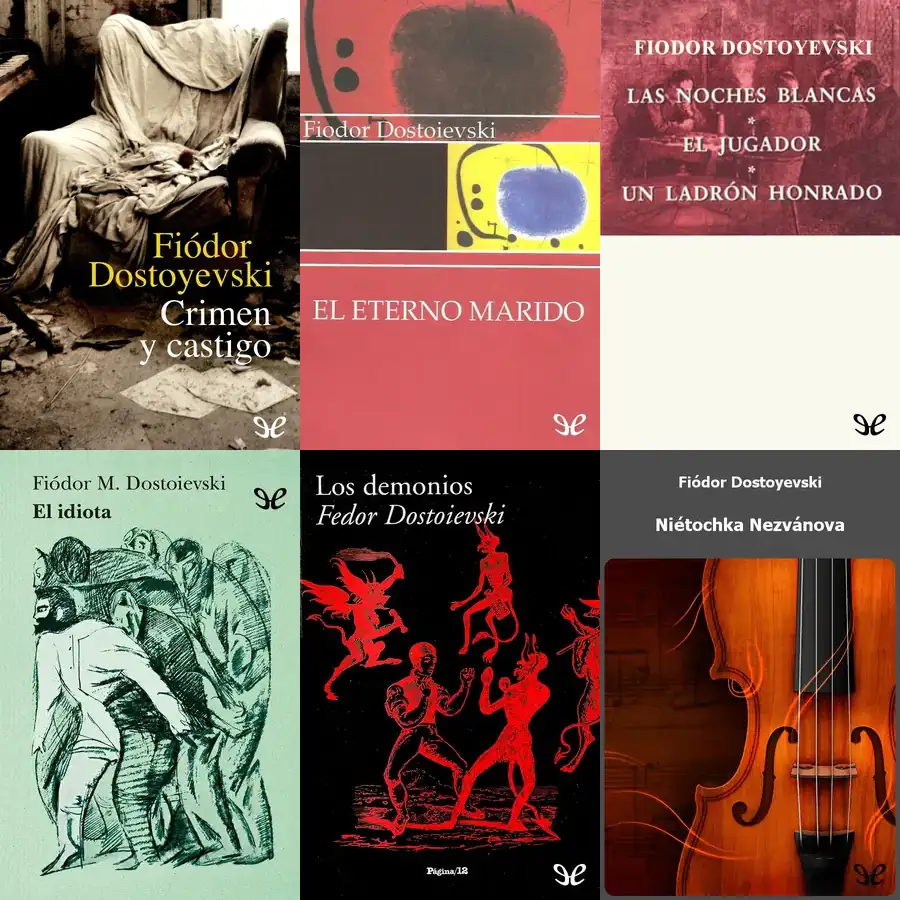 Fiódor
Dostoyevski
Crimen
y castigo
Fiodor Dostoievski
EL ETERNO MARIDO
FIODOR DOSTOYEVSKI
LAS NOCHES BLANCAS
*
EL JUGADOR
*
UN LADRÓN HONRADO
Fiódor M. Dostoievski
El idiota
Los demonios
Fedor Dostoievski
Página/12
Fiódor Dostoyevski
Niétochka Nezvánova